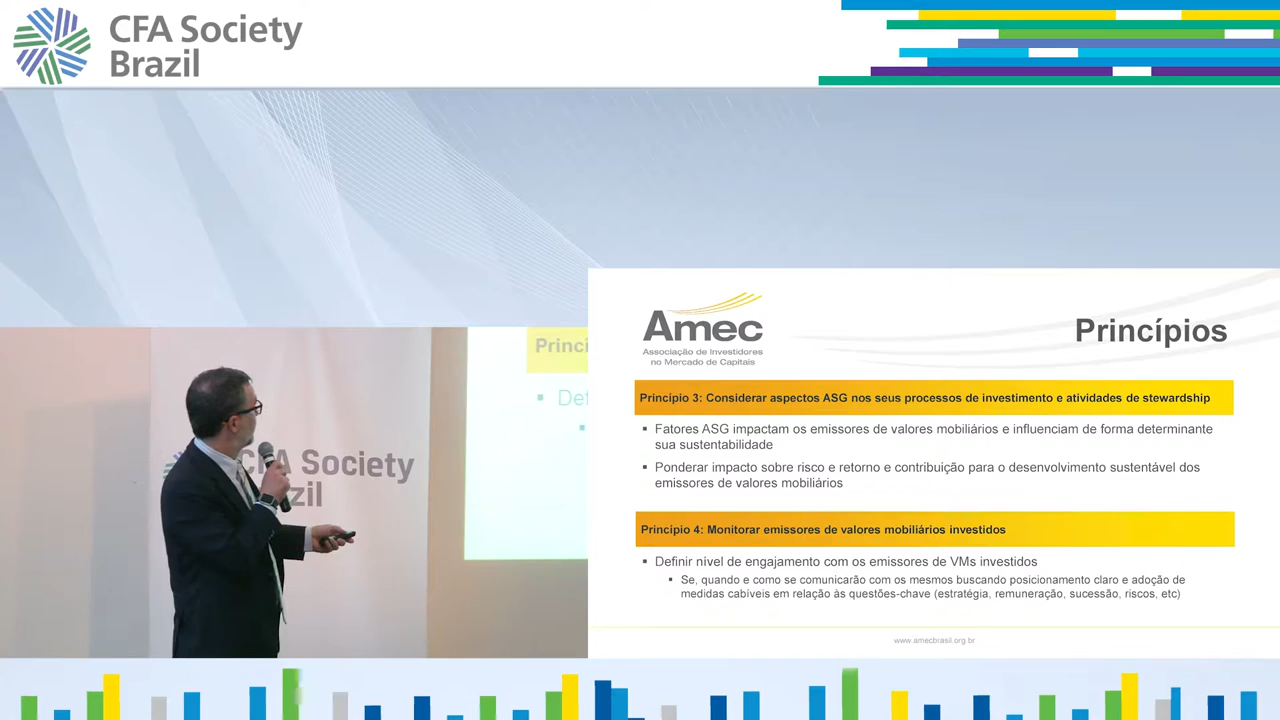 CFA Society
Brazil
Amec
Associação de Investidores
no Mercado de Capitais
Princípios
Princípio 3: Considerar aspectos ASG nos seus processos de investimento e atividades de stewardship
▪ Fatores ASG impactam os emissores de valores mobiliários e influenciam de forma determinante
sua sustentabilidade
▪ Ponderar impacto sobre risco e retorno e contribuição para o desenvolvimento sustentável dos
emissores de valores mobiliários
Princípio 4: Monitorar emissores de valores mobiliários investidos
▪ Definir nível de engajamento com os emissores de VMs investidos
▪ Se, quando e como se comunicarão com os mesmos buscando posicionamento claro e adoção de
medidas cabíveis em relação às questões-chave (estratégia, remuneração, sucessão, riscos, etc)
www.amecbrasil.org.br
Princí
▪ Def
CFA Society
zil